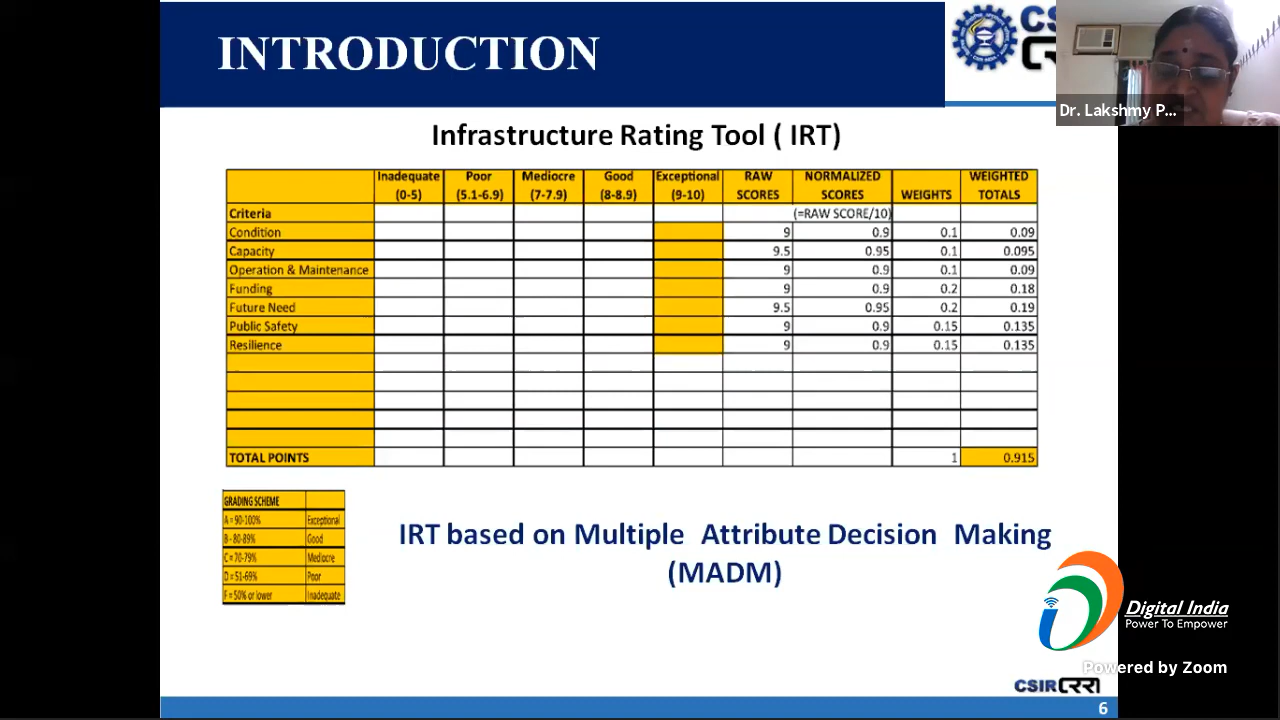 INTRODUCTION
CS
Dr. Lakshmy P...
Infrastructure Rating Tool ( IRT)
Inadequate (0-5) Poor (5.1-6.9) Mediocre (7-7.9) Good (8-8.9) Exceptional (9-10) RAW SCORES NORMALIZED SCORES WEIGHTS WEIGHTED TOTALS
Criteria (=RAW SCORE/10)
Condition 9 0.9 0.1 0.09
Capacity 9.5 0.95 0.1 0.095
Operation & Maintenance 9 0.9 0.1 0.09
Funding 9 0.9 0.2 0.18
Future Need 9.5 0.95 0.2 0.19
Public Safety 9 0.9 0.15 0.135
Resilience 9 0.9 0.15 0.135
TOTAL POINTS 1 0.915
GRADING SCHEME
A = 90-100% Exceptional
B - 80-89% Good
C = 70-79% Mediocre
D = 51-69% Poor
F = 50% or lower Inadequate
IRT based on Multiple Attribute Decision Making
(MADM)
Digital India
Power To Empower
Powered by Zoom
CSIR CRRI
6